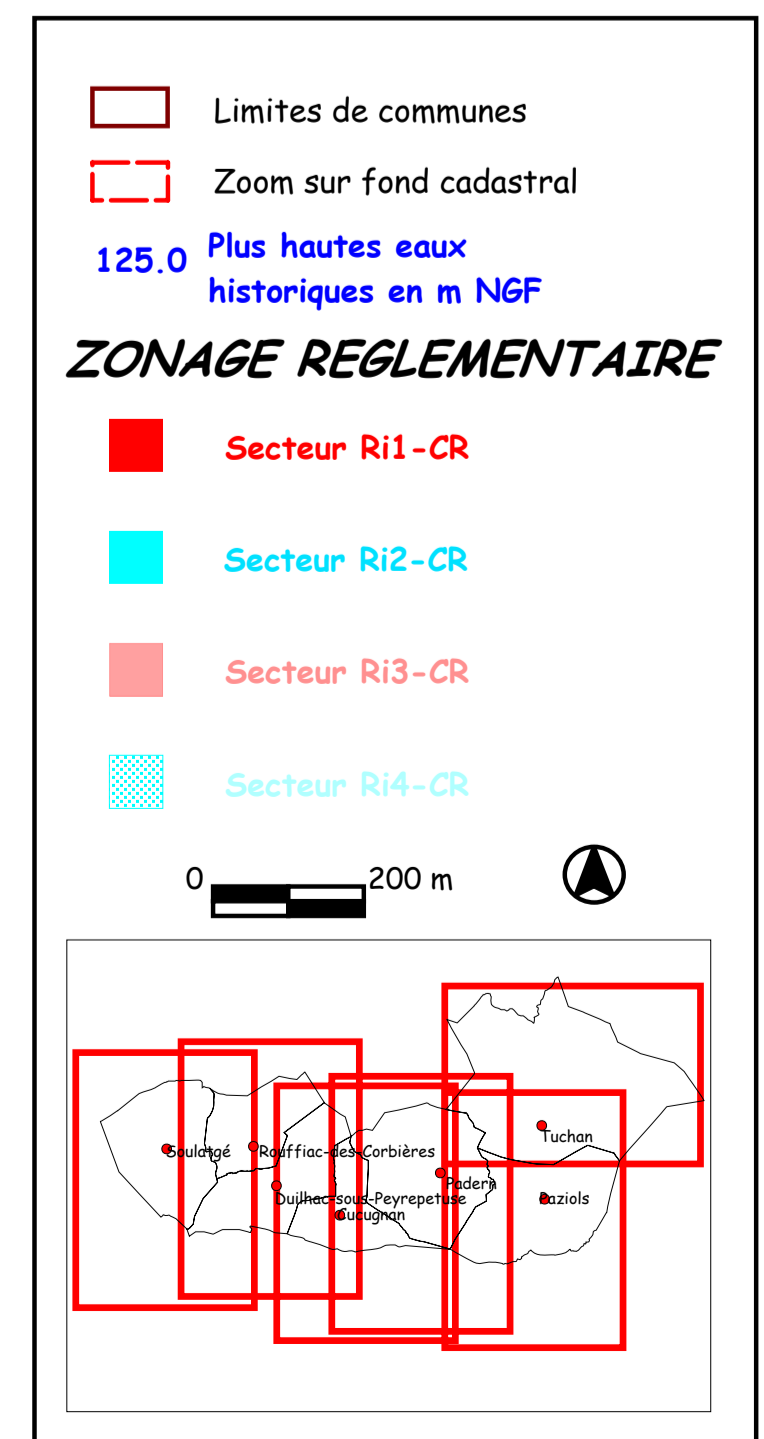 Limites de communes
Zoom sur fond cadastral
125.0 Plus hautes eaux
historiques en m NGF
ZONAGE REGLEMENTAIRE
Secteur Ri1-CR
Secteur Ri2-CR
Secteur Ri3-CR
Secteur Ri4-CR
0 200 m
Tuchan
Soulatgé
Rouffiac-des-Corbières
Padern
Duilhac-sous-Peyrepetuse
Paziols
Cucugnan